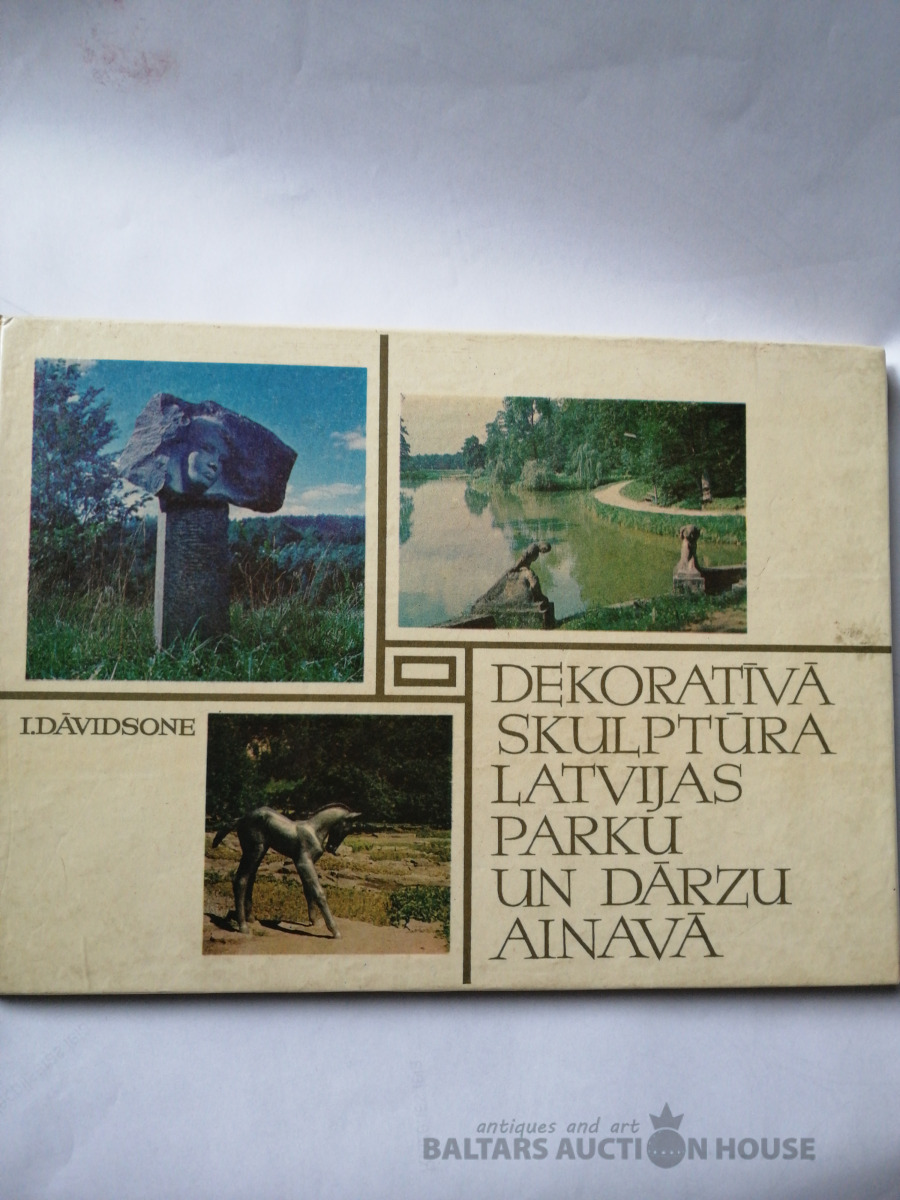 I.DĀVIDSONE
DEKORATĪVĀ
SKULPTŪRA
LATVIJAS
PARKU
UN DĀRZU
AINAVĀ
antiques and art
BALTARS AUCTION HOUSE